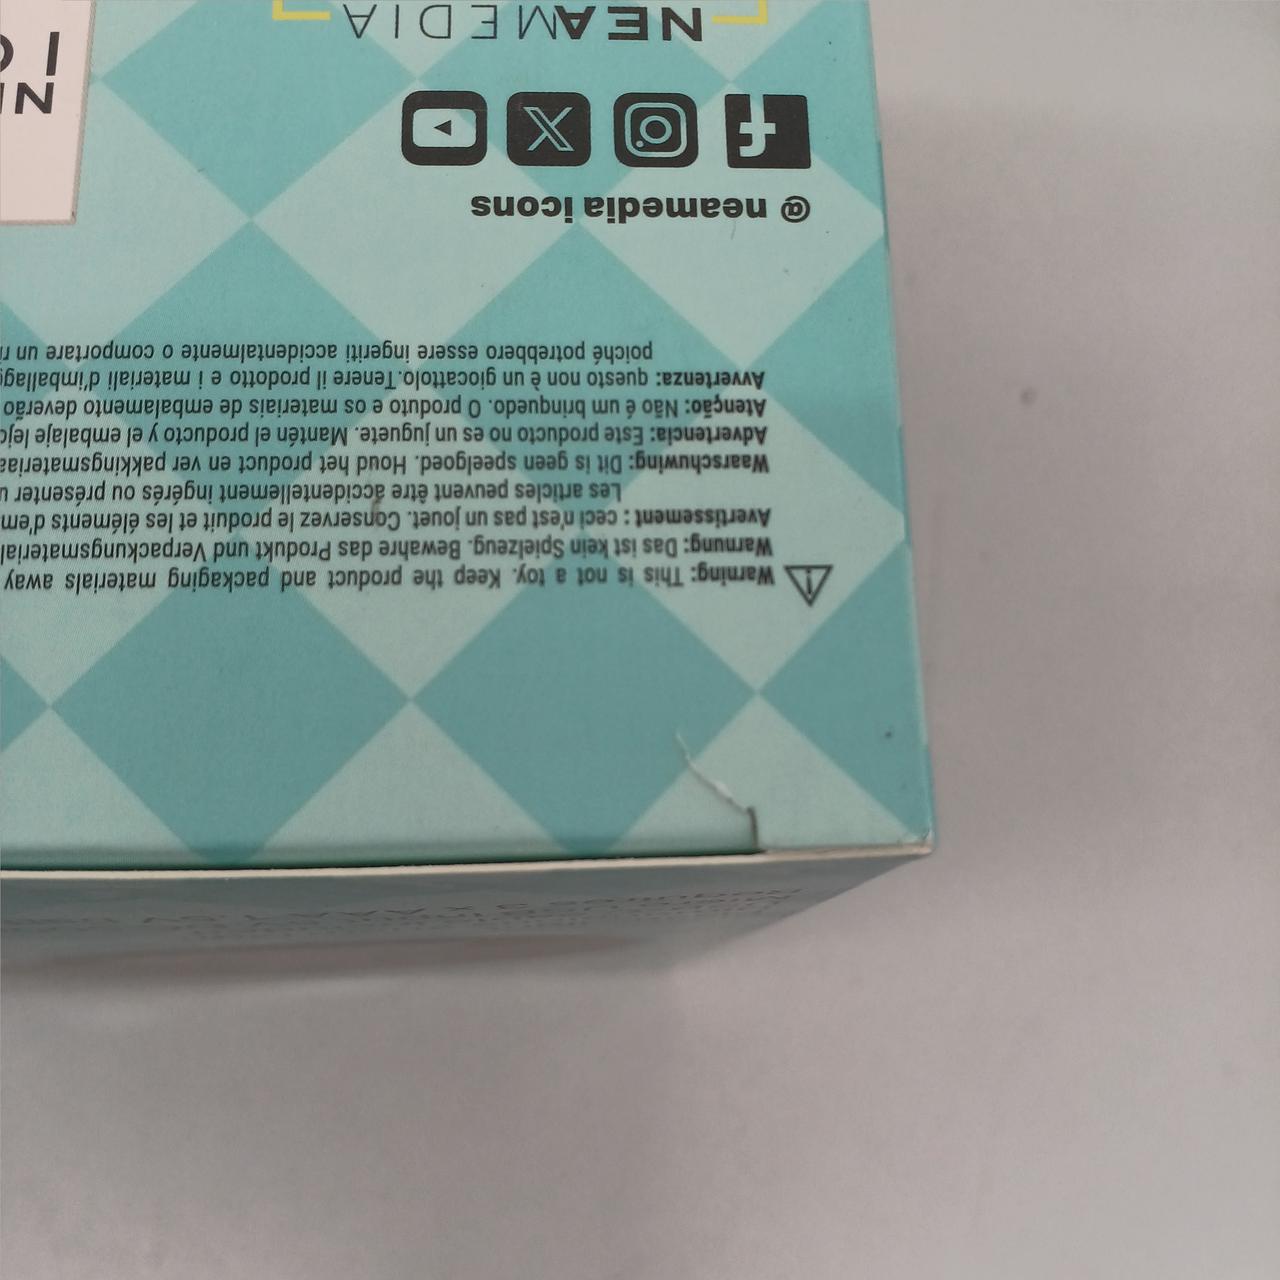 Warning: This is not a toy. Keep the product and packaging materials away
Warnung: Das ist kein Spielzeug. Bewahre das Produkt und Verpackungsmaterial
Avertissement : ceci n'est pas un jouet. Conservez le produit et les éléments d'em
Les articles peuvent être accidentellement ingérés ou présenter u
Waarschuwing: Dit is geen speelgoed. Houd het product en ver pakkingsmateriaa
Advertencia: Este producto no es un juguete. Mantén el producto y el embalaje lejo
Atenção: Não é um brinquedo. O produto e os materiais de embalamento deverão
Avvertenza: questo non è un giocattolo.Tenere il prodotto e i materiali d'imballagg
poiché potrebbero essere ingeriti accidentalmente o comportare un ri
@ neamedia icons
NEAMEDIA